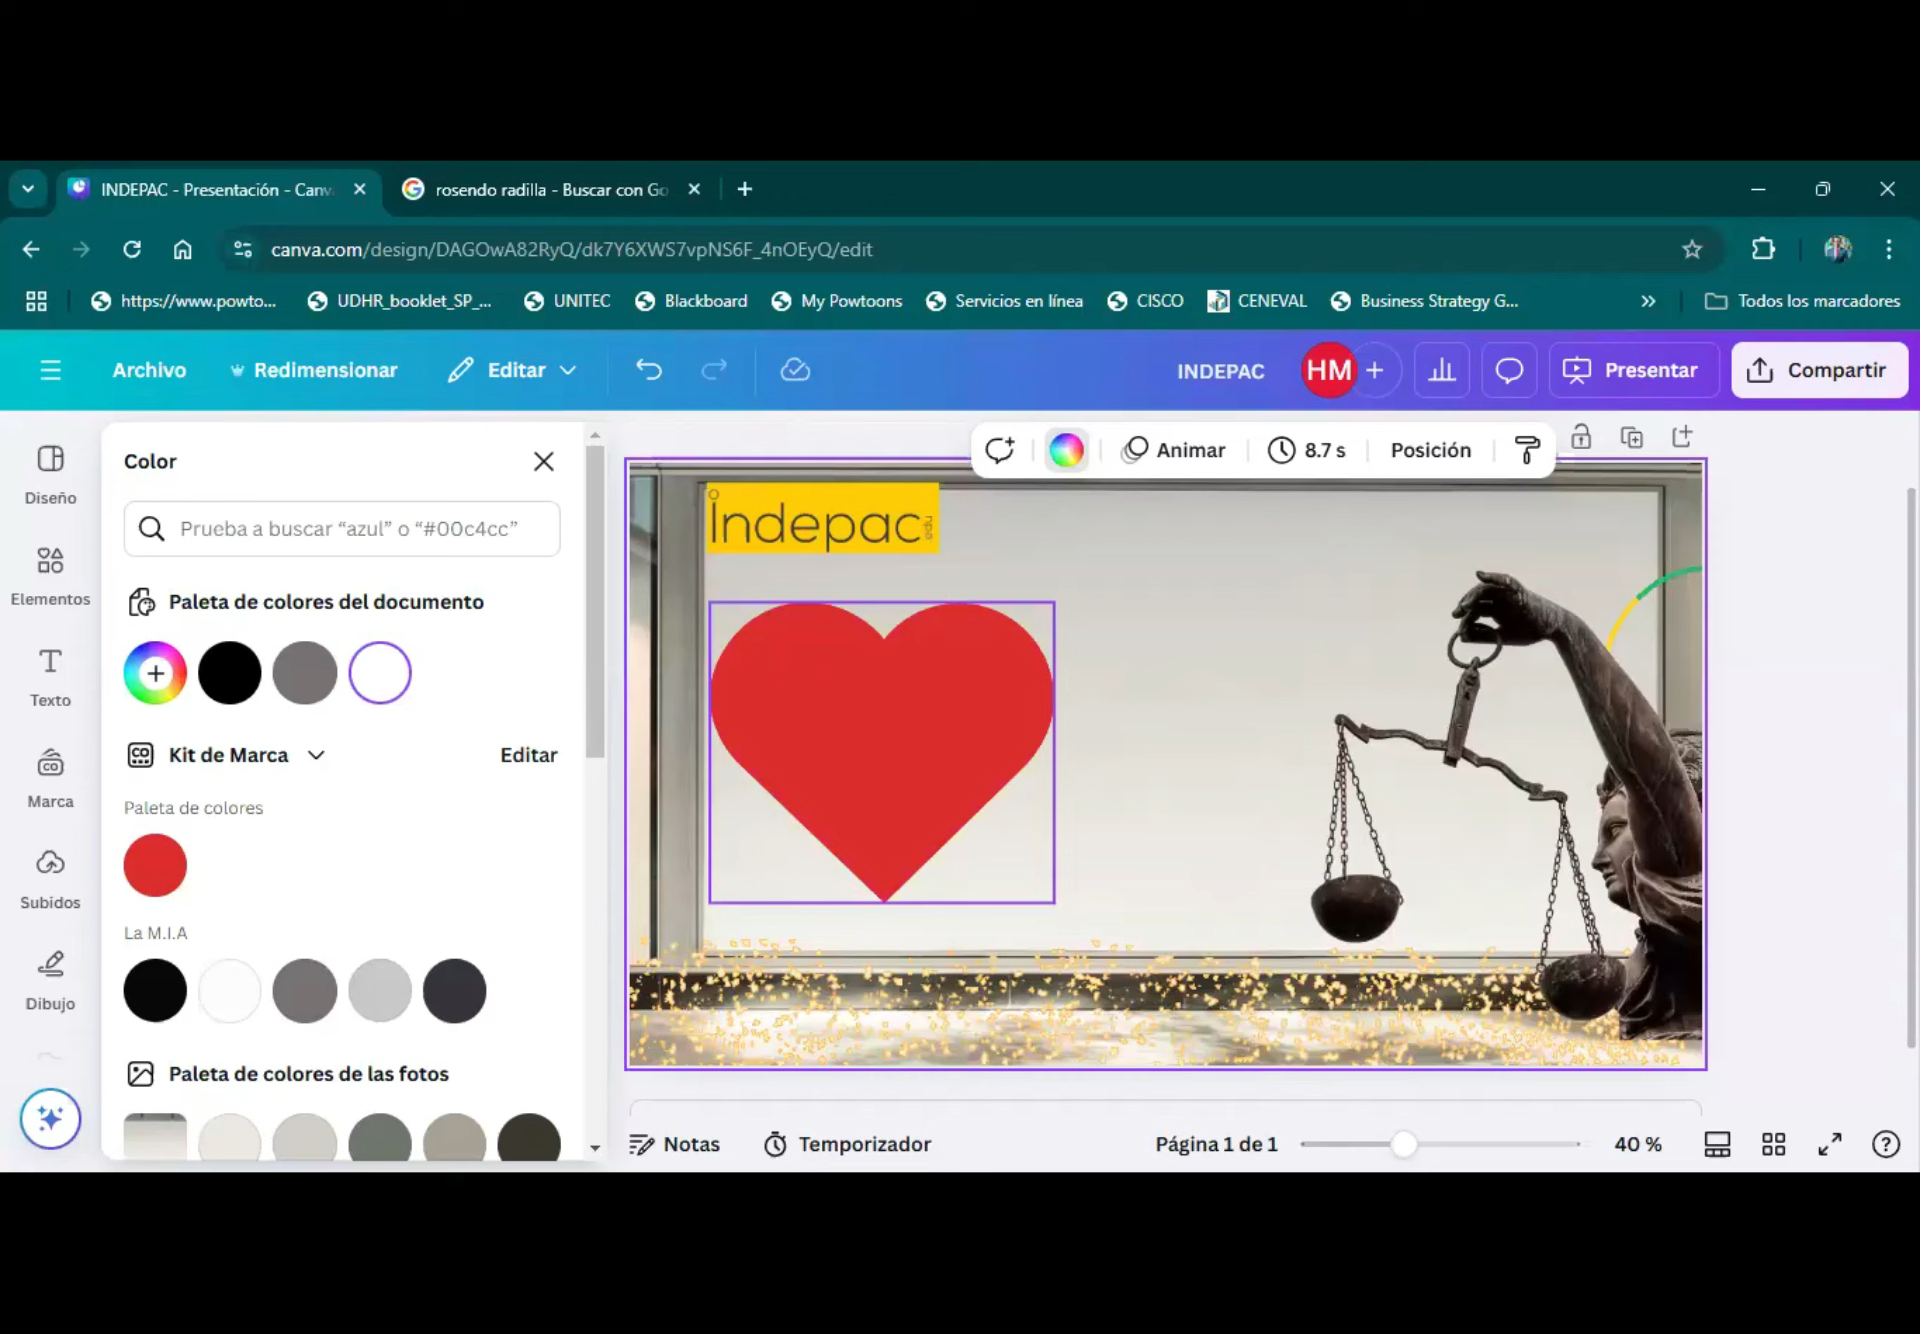 INDEPAC - Presentación - Canv
rosendo radilla - Buscar con Go
canva.com/design/DAGOwA82RyQ/dk7Y6XWS7vpNS6F_4nOEyQ/edit
https://www.powto...
UDHR_booklet_SP_...
UNITEC
Blackboard
My Powtoons
Servicios en línea
CISCO
CENEVAL
Business Strategy G...
Todos los marcadores
Archivo
Redimensionar
Editar
INDEPAC
HM
Presentar
Compartir
Diseño
Elementos
Texto
Marca
Subidos
Dibujo
Color
Prueba a buscar “azul” o “#00c4cc”
Paleta de colores del documento
Kit de Marca
Editar
Paleta de colores
La M.I.A
Paleta de colores de las fotos
Animar
8.7 s
Posición
Indepac
Notas
Temporizador
Página 1 de 1
40 %